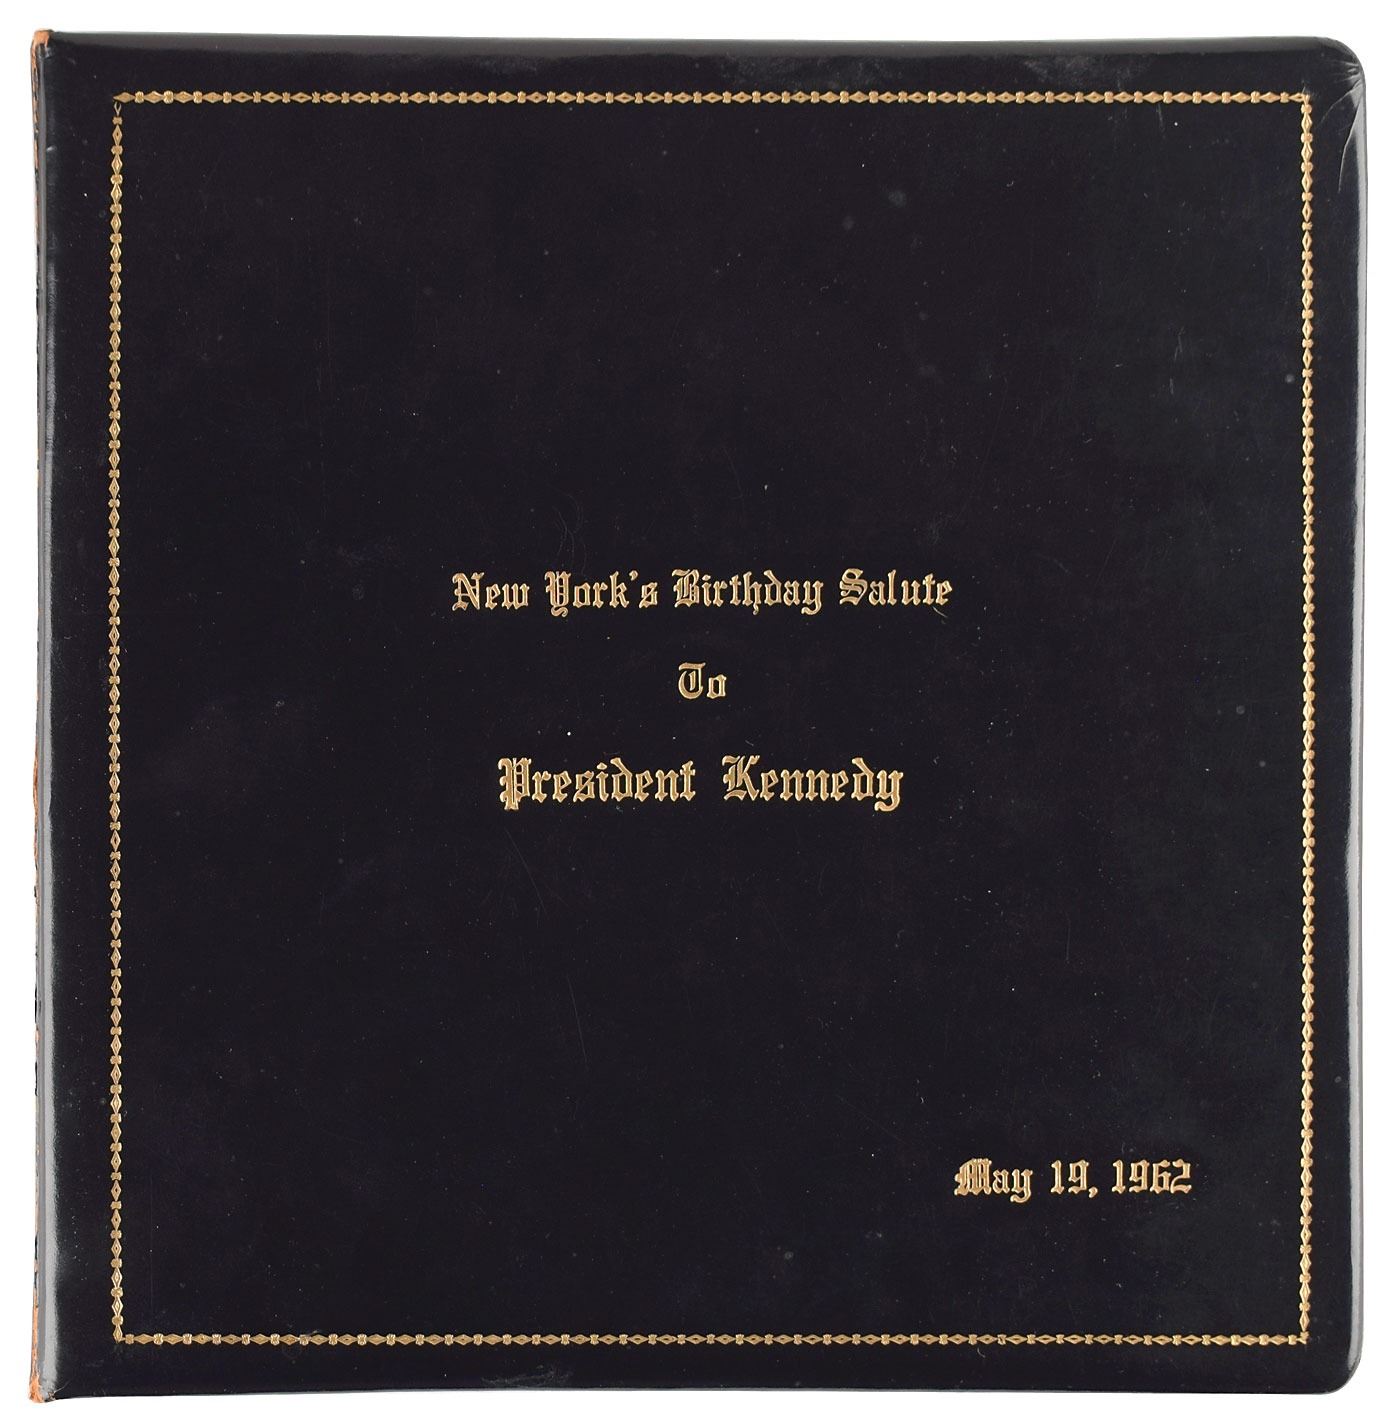 New York's Birthday Salute
To
President Kennedy
May 19, 1962